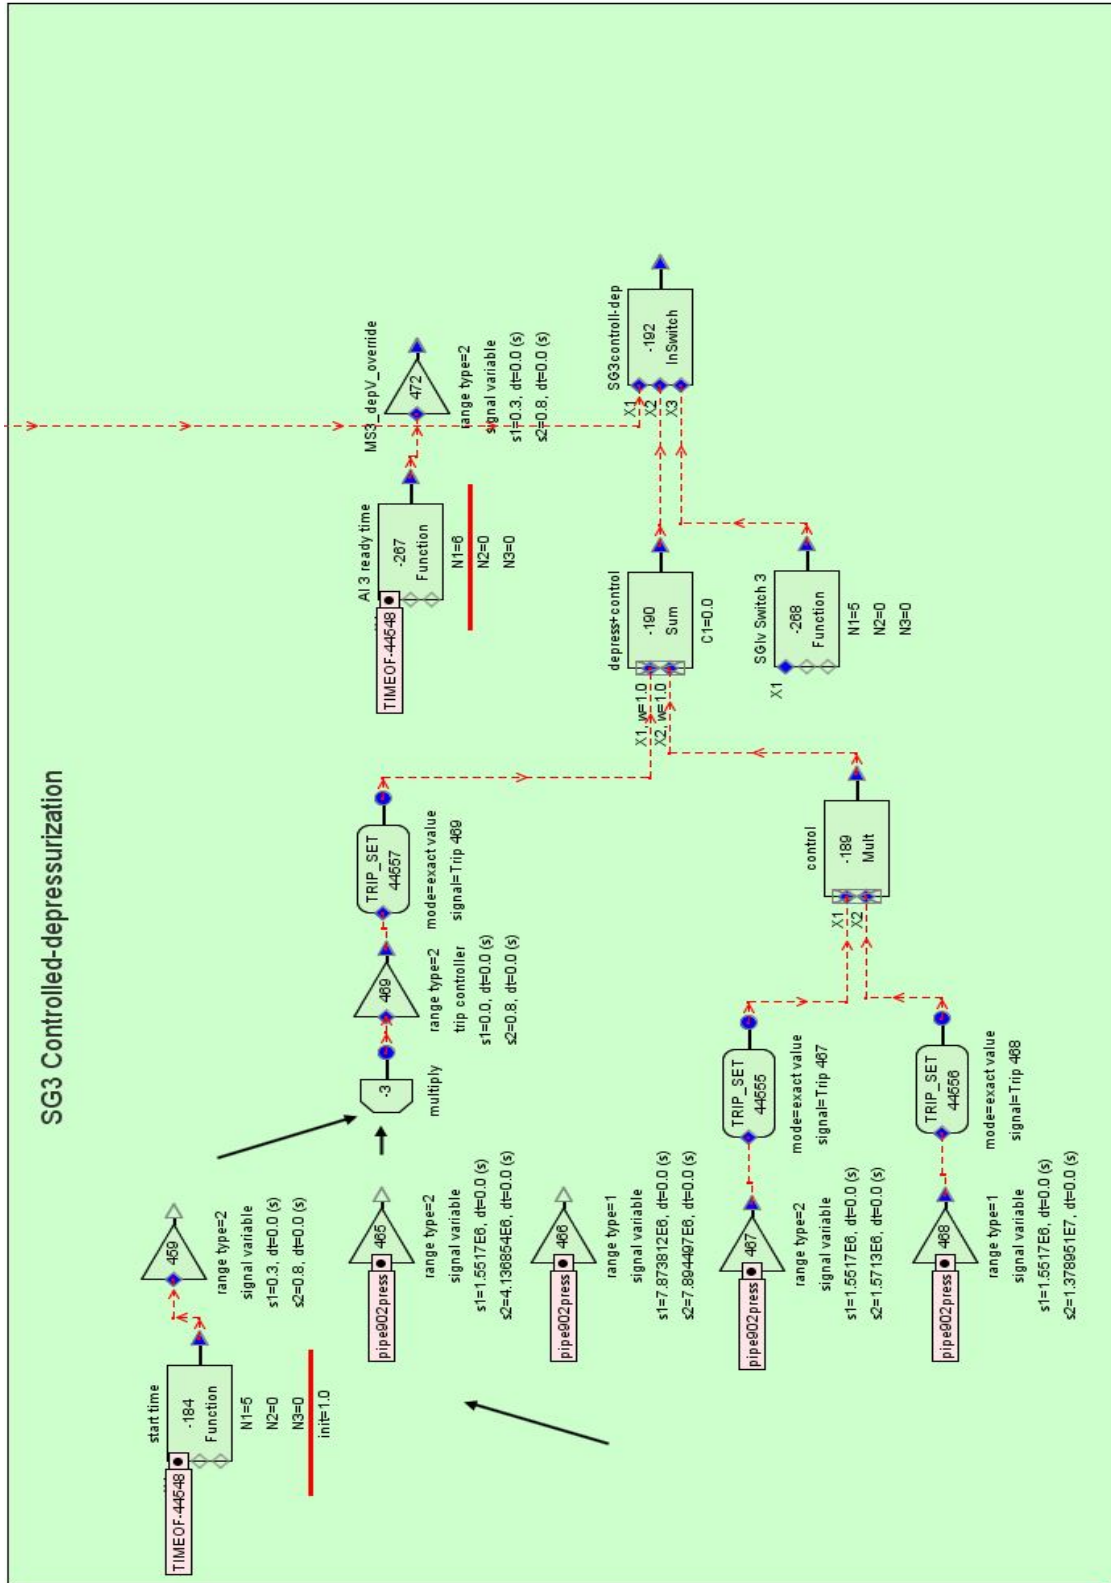 SG3 Controlled-depressurization
start time
TIMEOF-44548
-184
Function
N1=5
N2=0
N3=0
init=1.0
459
range type=2
signal variable
s1=0.3, dt=0.0 (s)
s2=0.8, dt=0.0 (s)
pipe902press
465
range type=2
signal variable
s1=1.5517E6, dt=0.0 (s)
s2=4.136854E6, dt=0.0 (s)
-3
multiply
469
range type=2
trip controller
s1=0.0, dt=0.0 (s)
s2=0.8, dt=0.0 (s)
TRIP_SET
44557
mode=exact value
signal=Trip 469
AI 3 ready time
TIMEOF-44548
-267
Function
N1=6
N2=0
N3=0
MS3_depV_override
472
range type=2
signal variable
s1=0.3, dt=0.0 (s)
s2=0.8, dt=0.0 (s)
pipe902press
466
range type=1
signal variable
s1=7.873812E6, dt=0.0 (s)
s2=7.894497E6, dt=0.0 (s)
X1, w=1.0
X2, w=1.0
depress+control
-190
Sum
C1=0.0
SG3controll-dep
X1
X2
X3
-192
InSwitch
pipe902press
467
range type=2
signal variable
s1=1.5517E6, dt=0.0 (s)
s2=1.5713E6, dt=0.0 (s)
TRIP_SET
44555
mode=exact value
signal=Trip 467
X1
X2
control
-189
Mult
SGIv Switch 3
X1
-268
Function
N1=5
N2=0
N3=0
pipe902press
468
range type=1
signal variable
s1=1.5517E6, dt=0.0 (s)
s2=1.378951E7, dt=0.0 (s)
TRIP_SET
44556
mode=exact value
signal=Trip 468